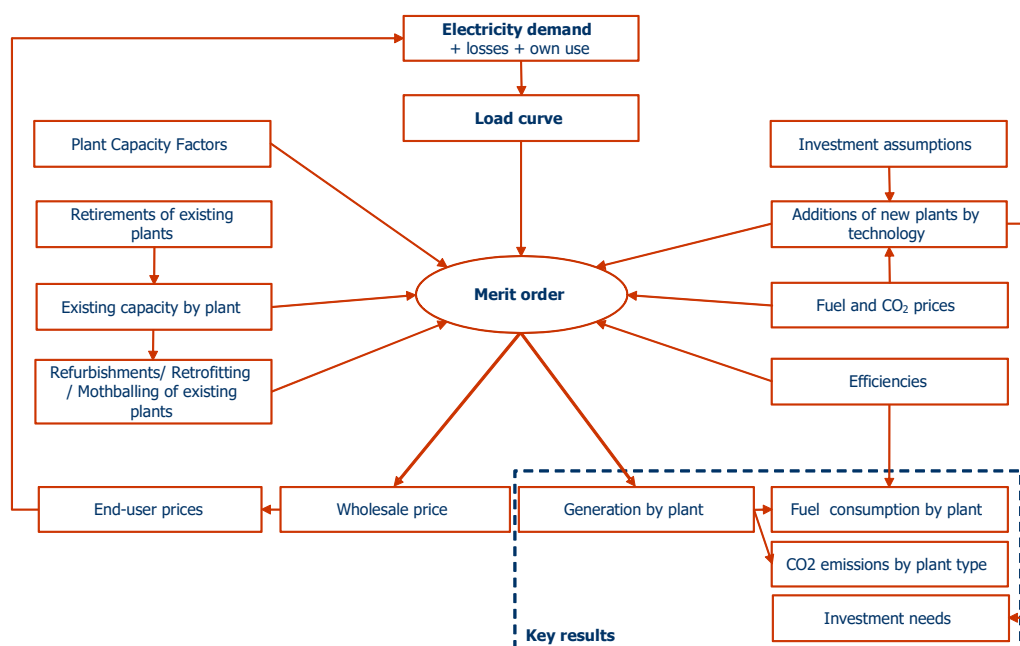 Electricity demand
+ losses + own use
Load curve
Plant Capacity Factors
Investment assumptions
Retirements of existing
plants
Additions of new plants by
technology
Merit order
Existing capacity by plant
Fuel and CO₂ prices
Refurbishments/ Retrofitting
/ Mothballing of existing
plants
Efficiencies
End-user prices
Wholesale price
Generation by plant
Fuel consumption by plant
CO2 emissions by plant type
Investment needs
Key results